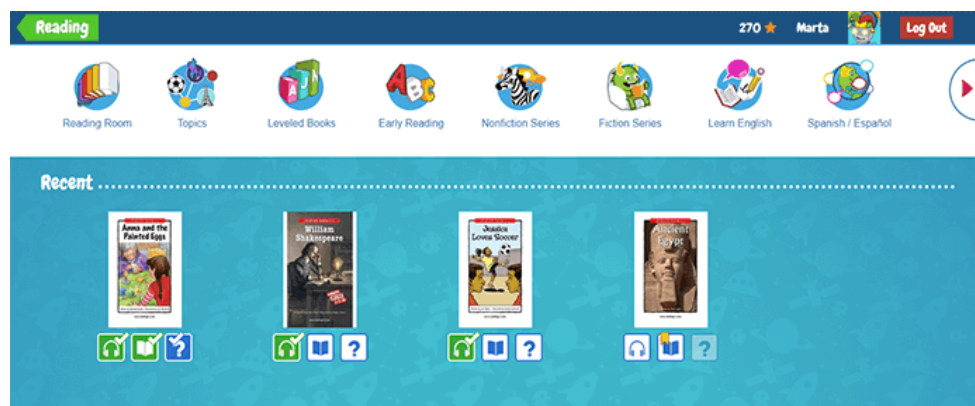 Reading
270 Marta Log Out
Reading Room Topics Leveled Books Early Reading Nonfiction Series Fiction Series Learn English Spanish / Español
Recent
Anna and the
Painted Eggs
William
Shakespeare
Jessica
Loves Soccer
Ancient
Egypt
? ? ? ?